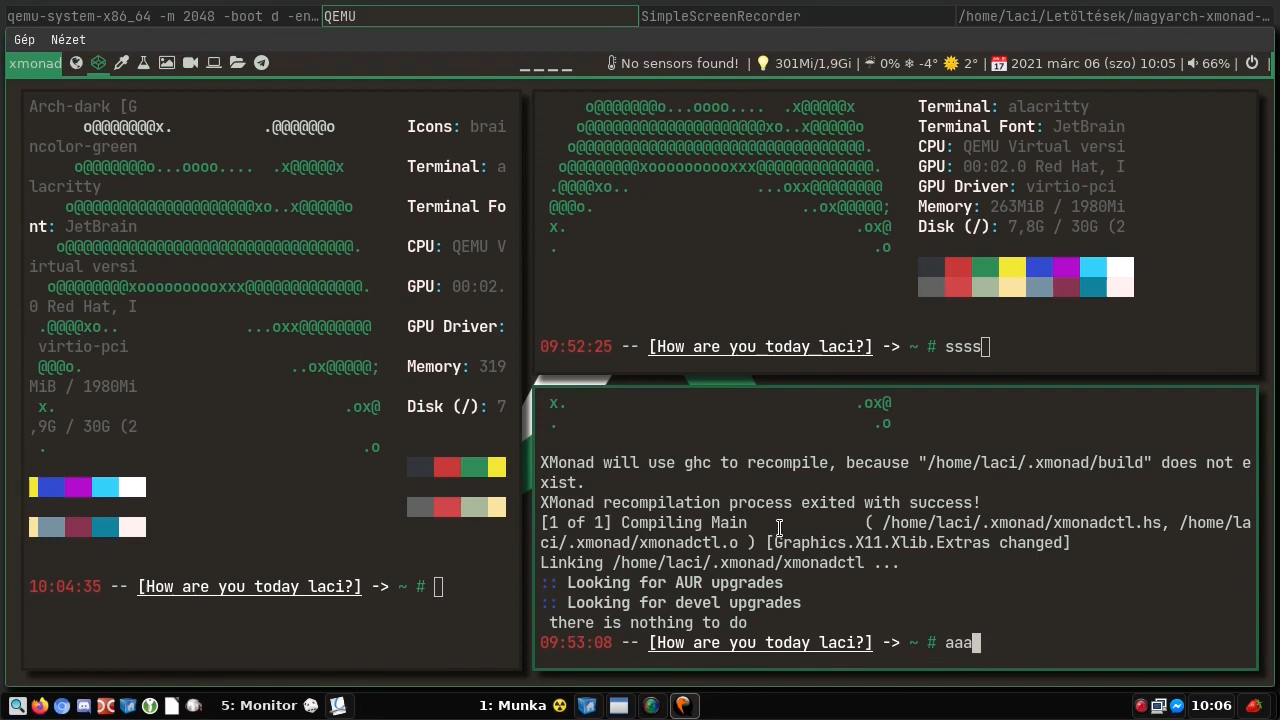 qemu-system-x86_64 -m 2048 -boot d -en… QEMU SimpleScreenRecorder /home/laci/Letöltések/magyarch-xmonad-…
Gép Nézet
xmonad ____ No sensors found! | 301Mi/1,9Gi | 0% -4° 2° | 2021 márc 06 (szo) 10:05 | 66% | |
Arch-dark [G
o@@@@@@@x. .@@@@@@o Icons: brai
ncolor-green
o@@@@@@@o...oooo.... .x@@@@@x Terminal: a
lacritty
o@@@@@@@@@@@@@@@@@@@@xo..x@@@@@o Terminal Fo
nt: JetBrain
o@@@@@@@@@@@@@@@@@@@@@@@@@@@@@@@@. CPU: QEMU V
irtual versi
o@@@@@@@@xoooooooooxxx@@@@@@@@@@@@@. GPU: 00:02.
0 Red Hat, I
.@@@@xo.. ...oxx@@@@@@@@ GPU Driver:
virtio-pci
@@@o. ..ox@@@@@; Memory: 319
MiB / 1980Mi
x. .ox@ Disk (/): 7
,9G / 30G (2
. .o
10:04:35 -- [How are you today laci?] -> ~ #
o@@@@@@@o...oooo.... .x@@@@@x Terminal: alacritty
o@@@@@@@@@@@@@@@@@@@@xo..x@@@@@o Terminal Font: JetBrain
o@@@@@@@@@@@@@@@@@@@@@@@@@@@@@@@@. CPU: QEMU Virtual versi
o@@@@@@@@xoooooooooxxx@@@@@@@@@@@@@. GPU: 00:02.0 Red Hat, I
.@@@@xo.. ...oxx@@@@@@@@ GPU Driver: virtio-pci
@@@o. ..ox@@@@@; Memory: 263MiB / 1980Mi
x. .ox@ Disk (/): 7,8G / 30G (2
. .o
09:52:25 -- [How are you today laci?] -> ~ # ssss
x. .ox@
. .o
XMonad will use ghc to recompile, because "/home/laci/.xmonad/build" does not e
xist.
XMonad recompilation process exited with success!
[1 of 1] Compiling Main ( /home/laci/.xmonad/xmonadctl.hs, /home/la
ci/.xmonad/xmonadctl.o ) [Graphics.X11.Xlib.Extras changed]
Linking /home/laci/.xmonad/xmonadctl ...
:: Looking for AUR upgrades
:: Looking for devel upgrades
there is nothing to do
09:53:08 -- [How are you today laci?] -> ~ # aaa
5: Monitor 1: Munka 10:06